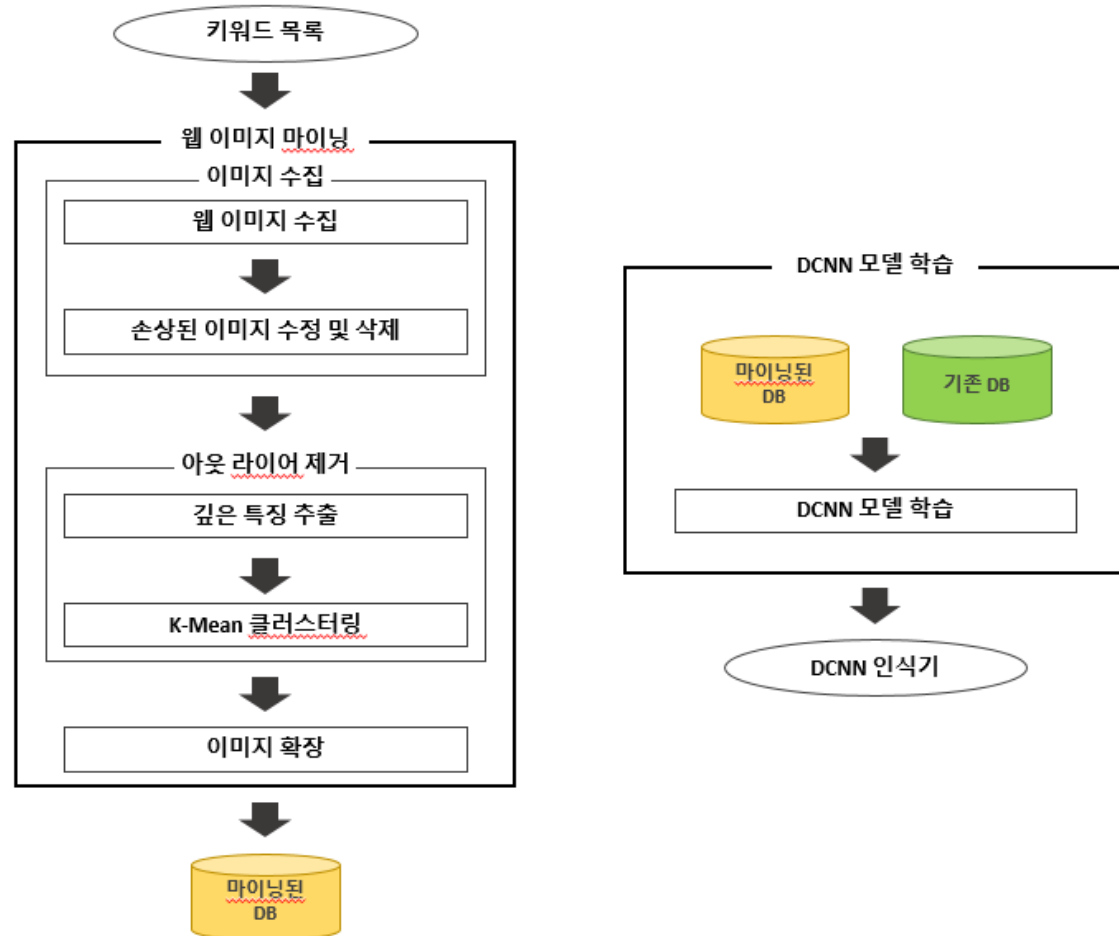 키워드 목록
웹 이미지 마이닝
이미지 수집
웹 이미지 수집
손상된 이미지 수정 및 삭제
아웃 라이어 제거
깊은 특징 추출
K-Mean 클러스터링
이미지 확장
마이닝된
DB
DCNN 모델 학습
마이닝된
DB
기존 DB
DCNN 모델 학습
DCNN 인식기